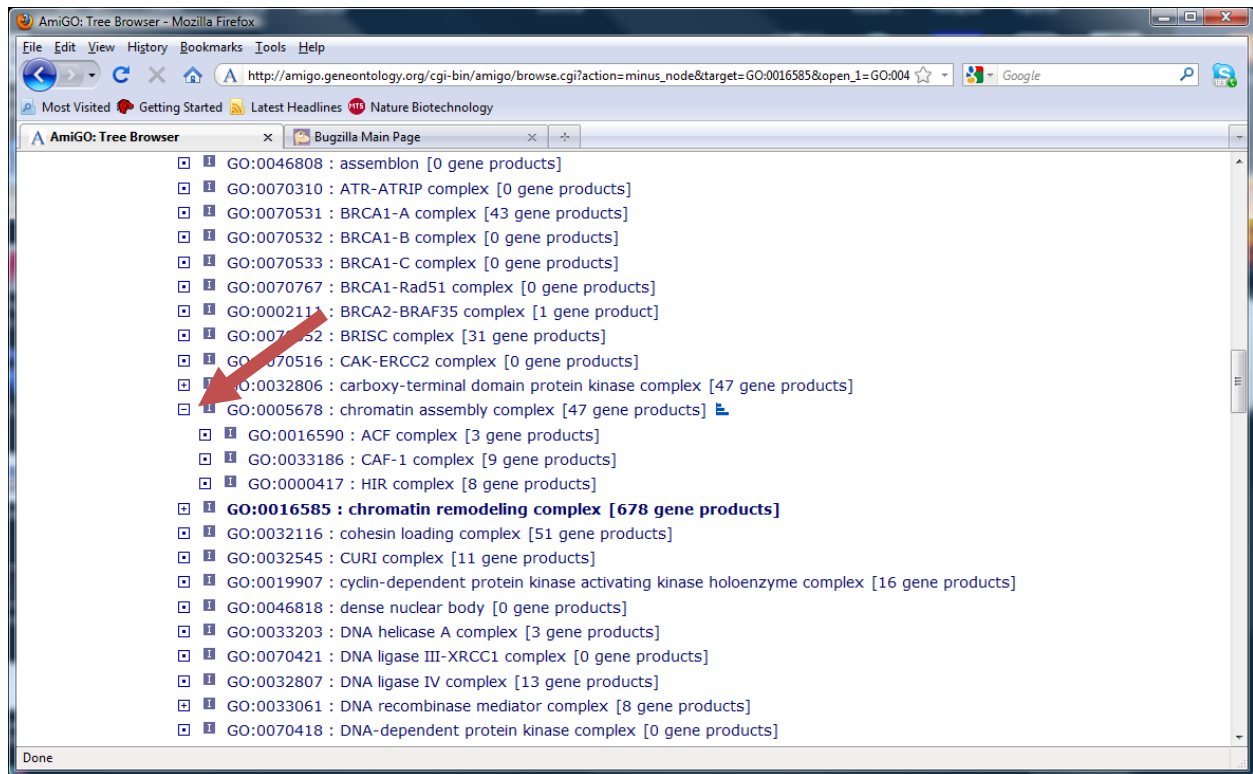 AmiGO: Tree Browser - Mozilla Firefox
File Edit View History Bookmarks Tools Help
http://amigo.geneontology.org/cgi-bin/amigo/browse.cgi?action=minus_node&target=GO:0016585&open_1=GO:004 Google
Most Visited Getting Started Latest Headlines MTS Nature Biotechnology
AmiGO: Tree Browser Bugzilla Main Page
GO:0046808 : assemblon [0 gene products]
GO:0070310 : ATR-ATRIP complex [0 gene products]
GO:0070531 : BRCA1-A complex [43 gene products]
GO:0070532 : BRCA1-B complex [0 gene products]
GO:0070533 : BRCA1-C complex [0 gene products]
GO:0070767 : BRCA1-Rad51 complex [0 gene products]
GO:0002111 : BRCA2-BRAF35 complex [1 gene product]
: BRISC complex [31 gene products]
: CAK-ERCC2 complex [0 gene products]
GO:0032806 : carboxy-terminal domain protein kinase complex [47 gene products]
GO:0005678 : chromatin assembly complex [47 gene products]
GO:0016590 : ACF complex [3 gene products]
GO:0033186 : CAF-1 complex [9 gene products]
GO:0000417 : HIR complex [8 gene products]
GO:0016585 : chromatin remodeling complex [678 gene products]
GO:0032116 : cohesin loading complex [51 gene products]
GO:0032545 : CURI complex [11 gene products]
GO:0019907 : cyclin-dependent protein kinase activating kinase holoenzyme complex [16 gene products]
GO:0046818 : dense nuclear body [0 gene products]
GO:0033203 : DNA helicase A complex [3 gene products]
GO:0070421 : DNA ligase III-XRCC1 complex [0 gene products]
GO:0032807 : DNA ligase IV complex [13 gene products]
GO:0033061 : DNA recombinase mediator complex [8 gene products]
GO:0070418 : DNA-dependent protein kinase complex [0 gene products]
Done